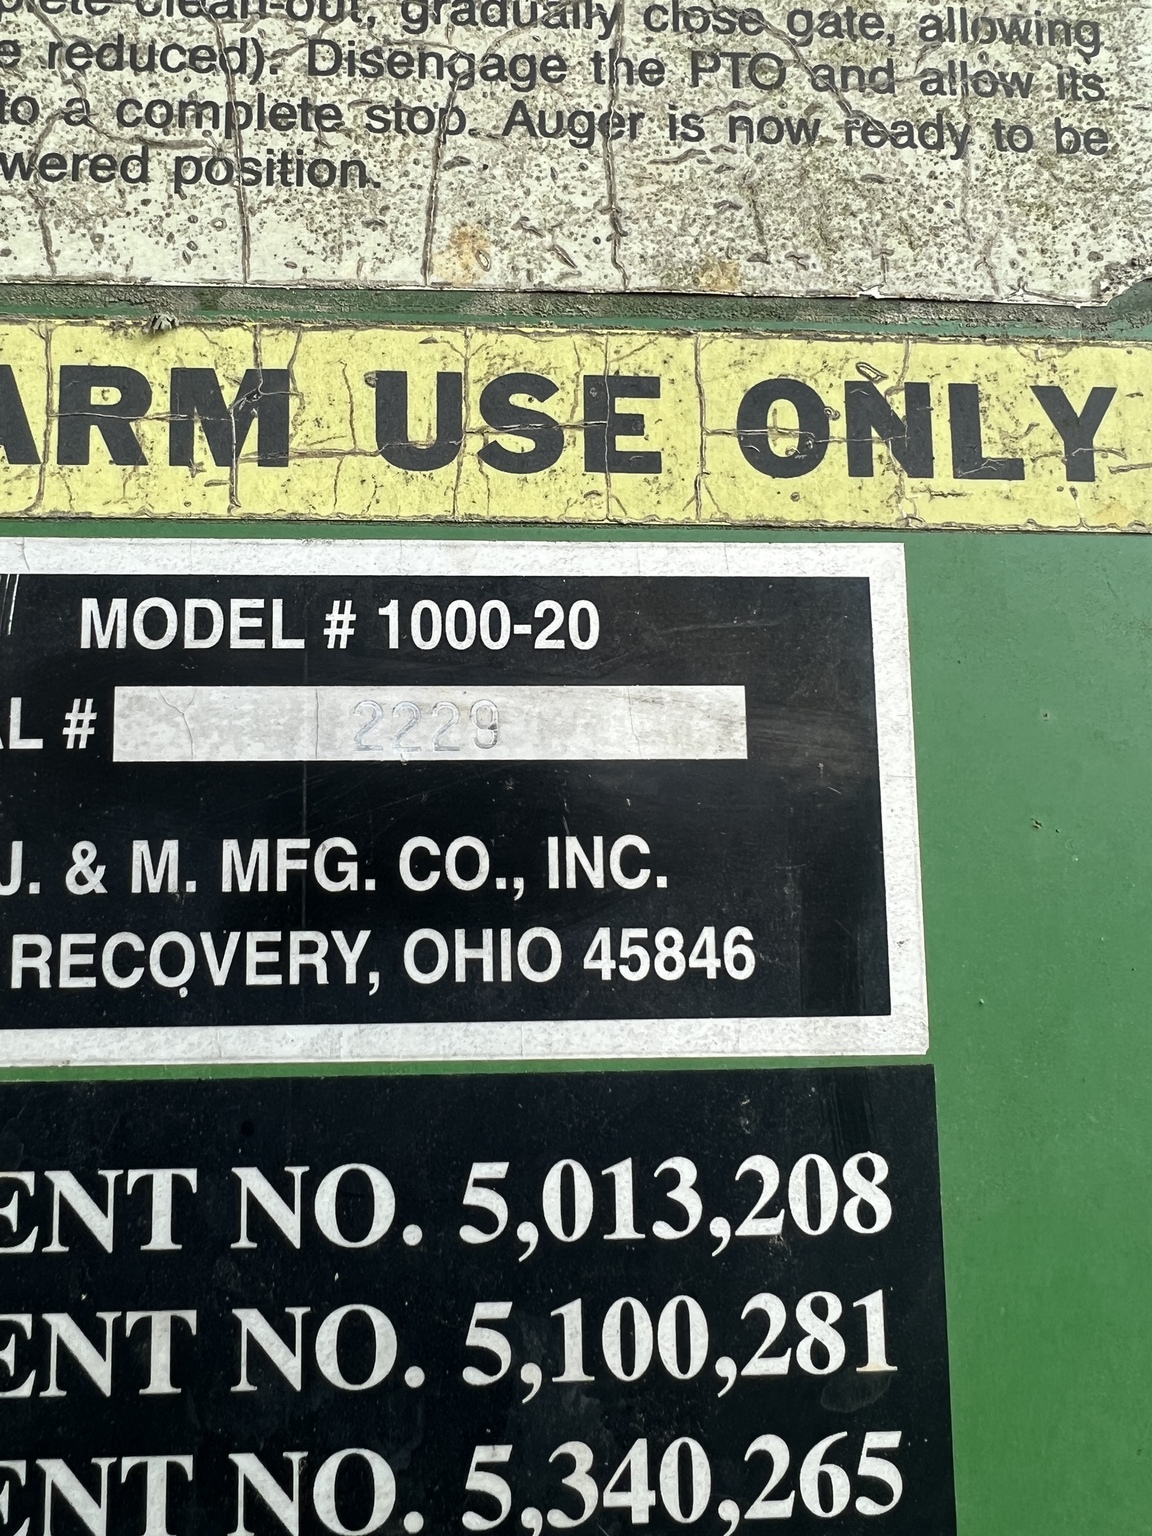 plete clean-out, gradually close gate, allowing
e reduced). Disengage the PTO and allow its
to a complete stop. Auger is now ready to be
wered position.
ARM USE ONLY
MODEL # 1000-20
AL # 2229
J. & M. MFG. CO., INC.
RECOVERY, OHIO 45846
ENT NO. 5,013,208
ENT NO. 5,100,281
ENT NO. 5,340,265